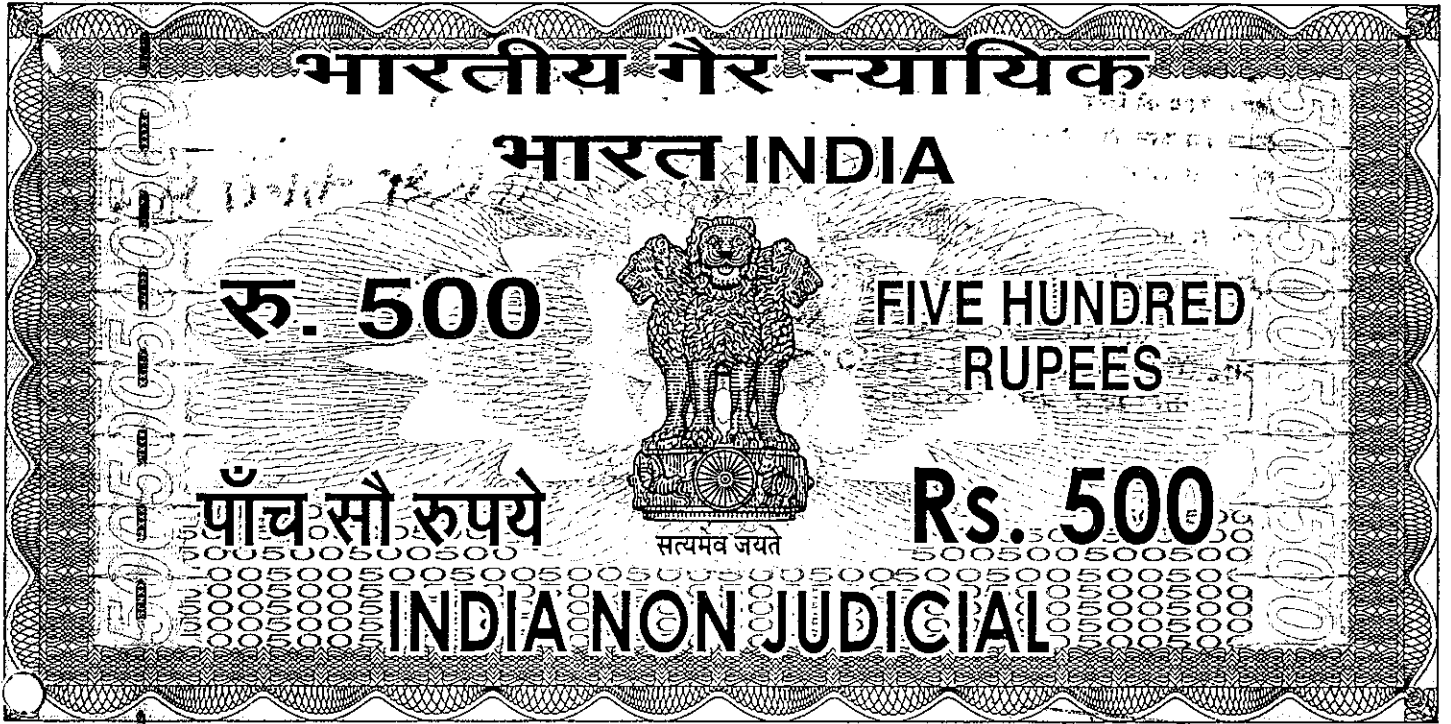 भारतीय गैर न्यायिक
भारत INDIA
रु. 500
FIVE HUNDRED
RUPEES
पाँच सौ रुपये
Rs. 500
सत्यमेव जयते
INDIA NON JUDICIAL